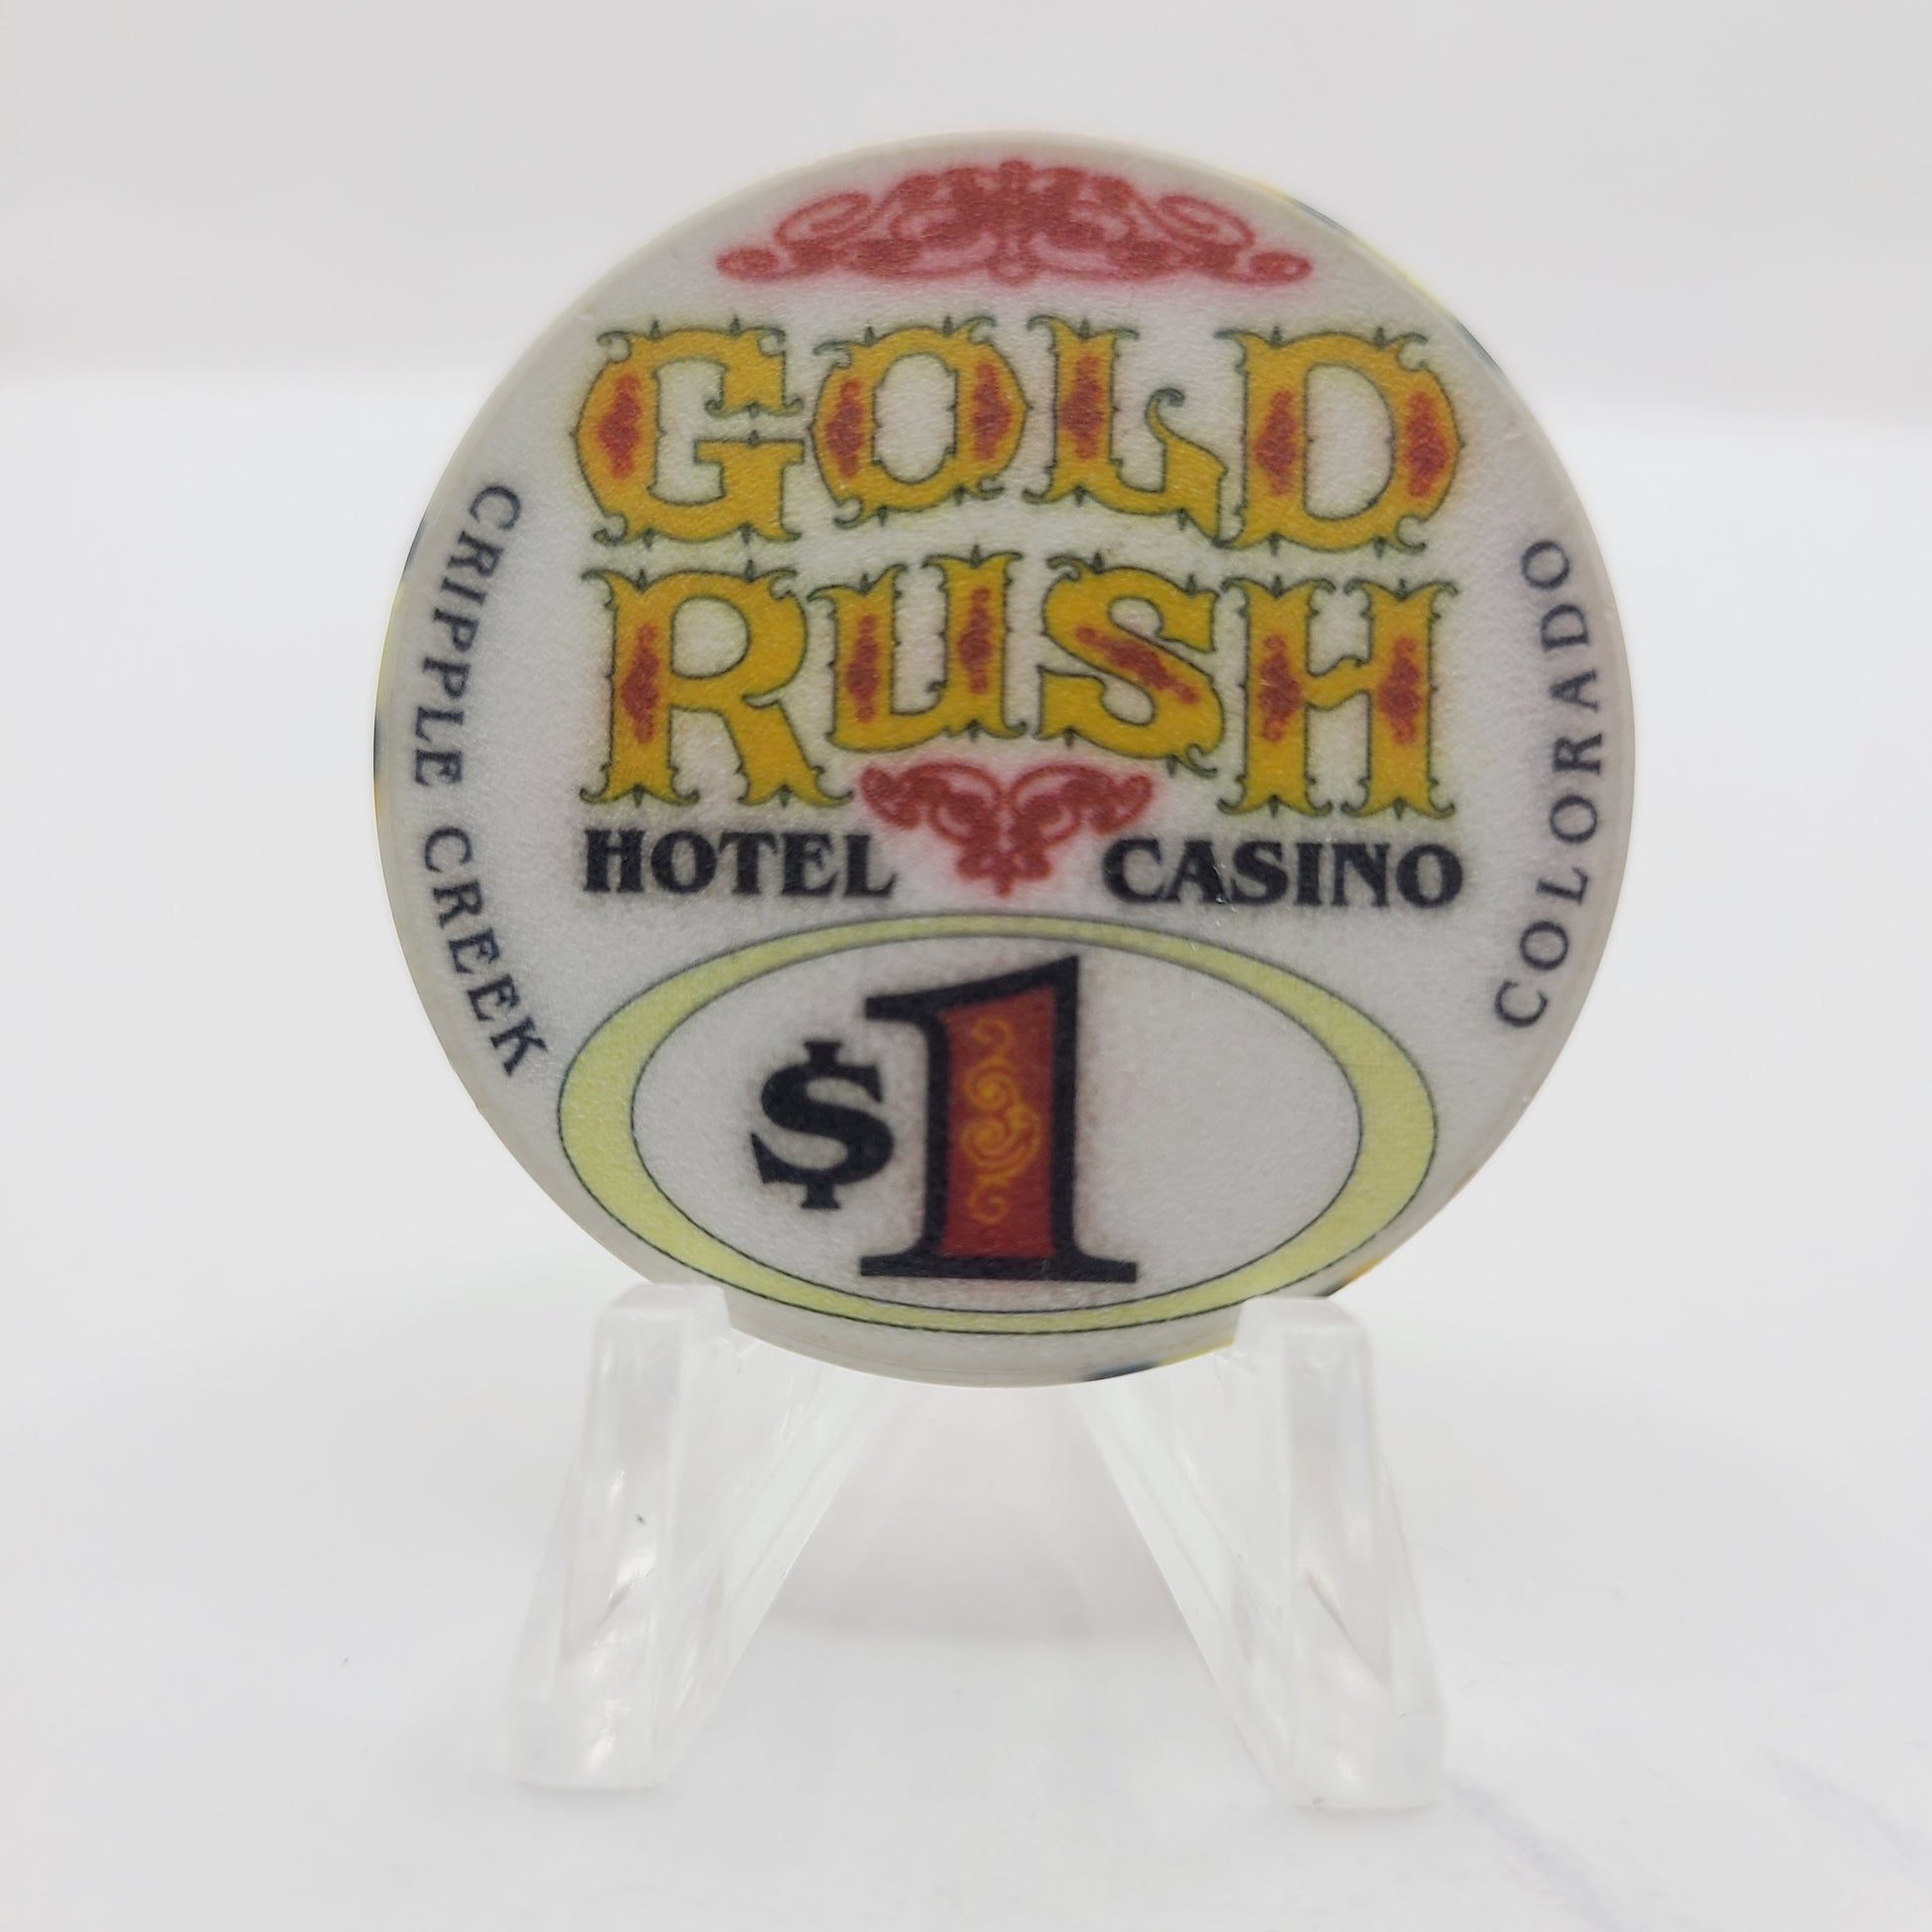 GOLD
RUSH
HOTEL CASINO
CRIPPLE CREEK
COLORADO
$1